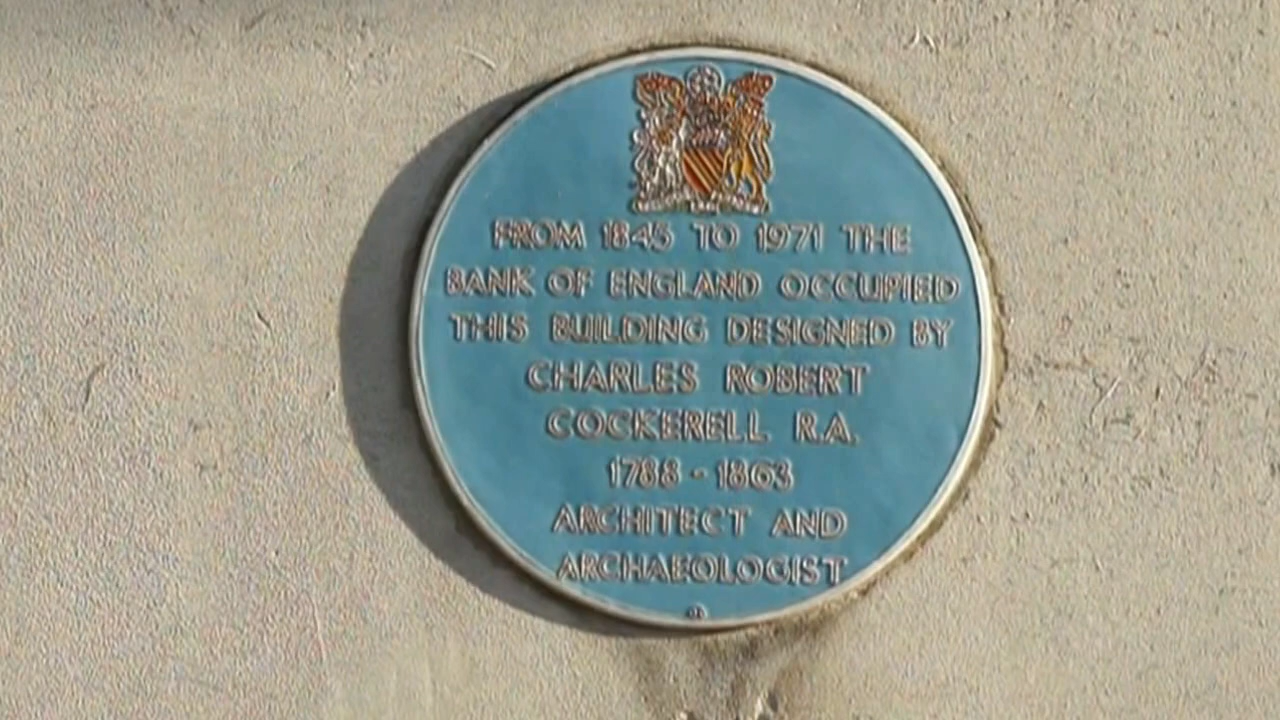 FROM 1845 TO 1971 THE
BANK OF ENGLAND OCCUPIED
THIS BUILDING DESIGNED BY
CHARLES ROBERT
COCKERELL R.A.
1788 - 1863
ARCHITECT AND
ARCHAEOLOGIST